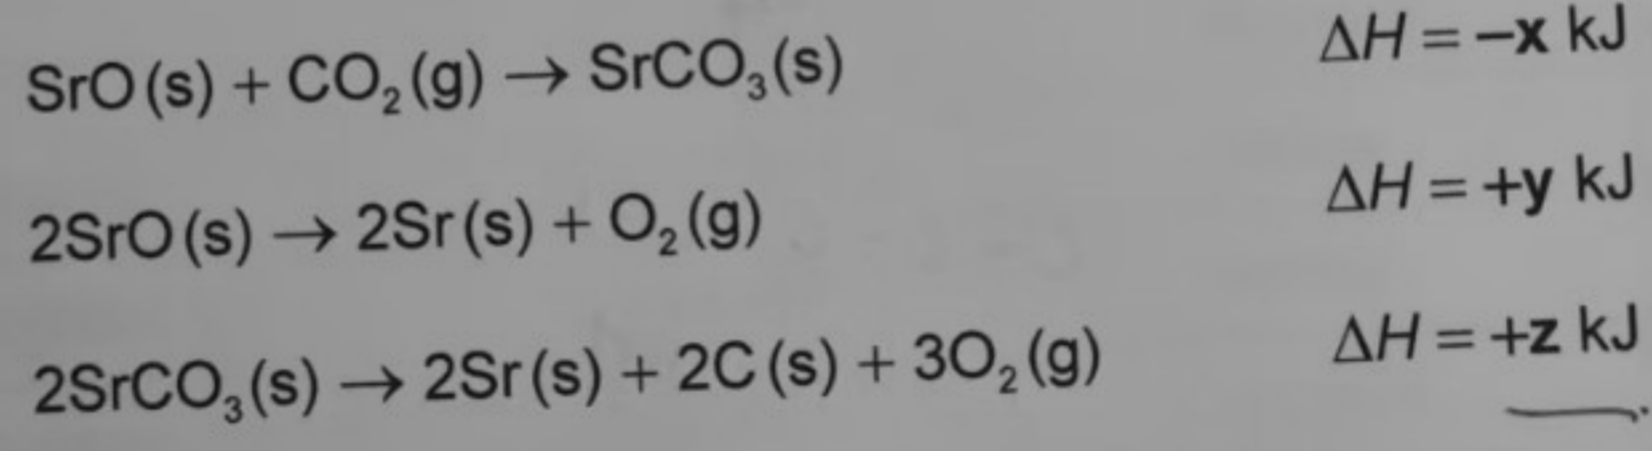 SrO(s) + CO₂(g) → SrCO₃(s) ΔH = −x kJ
2SrO(s) → 2Sr(s) + O₂(g) ΔH = +y kJ
2SrCO₃(s) → 2Sr(s) + 2C(s) + 3O₂(g) ΔH = +z kJ